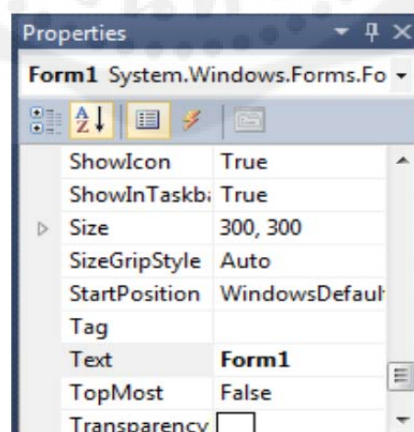 Properties
Form1 System.Windows.Forms.Fo
ShowIcon True
ShowInTaskba True
Size 300, 300
SizeGripStyle Auto
StartPosition WindowsDefault
Tag
Text Form1
TopMost False
Transparency